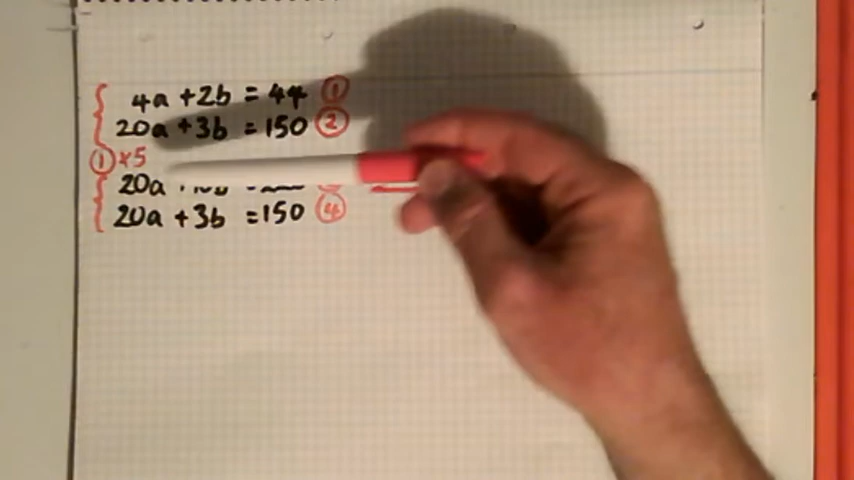 4a + 2b = 44 ①
20a + 3b = 150 ②
① × 5
20a
20a + 3b = 150 ④